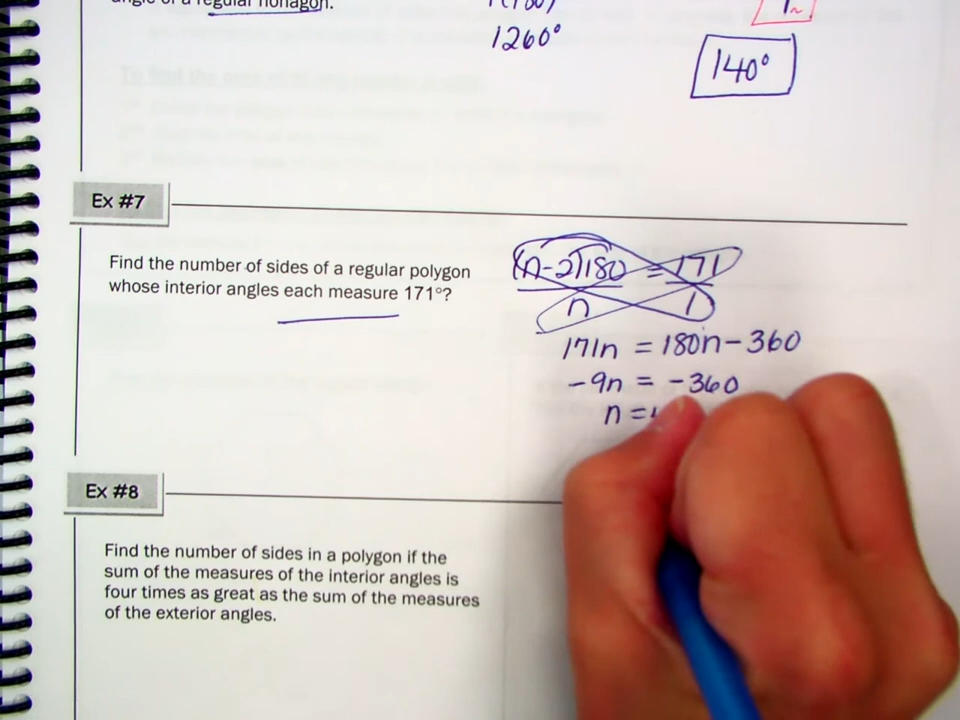 angle of a regular nonagon.
1260°
140°
Ex #7
Find the number of sides of a regular polygon
whose interior angles each measure 171°?
(n-2)180 = 171
n 1
171n = 180n - 360
-9n = -360
n =
Ex #8
Find the number of sides in a polygon if the
sum of the measures of the interior angles is
four times as great as the sum of the measures
of the exterior angles.